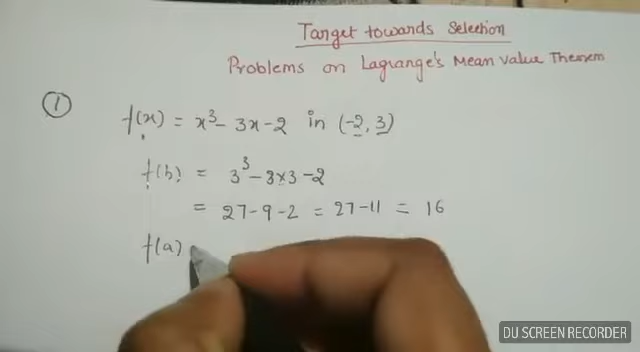 Target towards Selection
Problems on Lagrange's Mean Value Theorem
① f(x) = x³ - 3x - 2 in (-2, 3)
f(b) = 3³ - 3×3 - 2
= 27 - 9 - 2 = 27 - 11 = 16
f(a)
DU SCREEN RECORDER